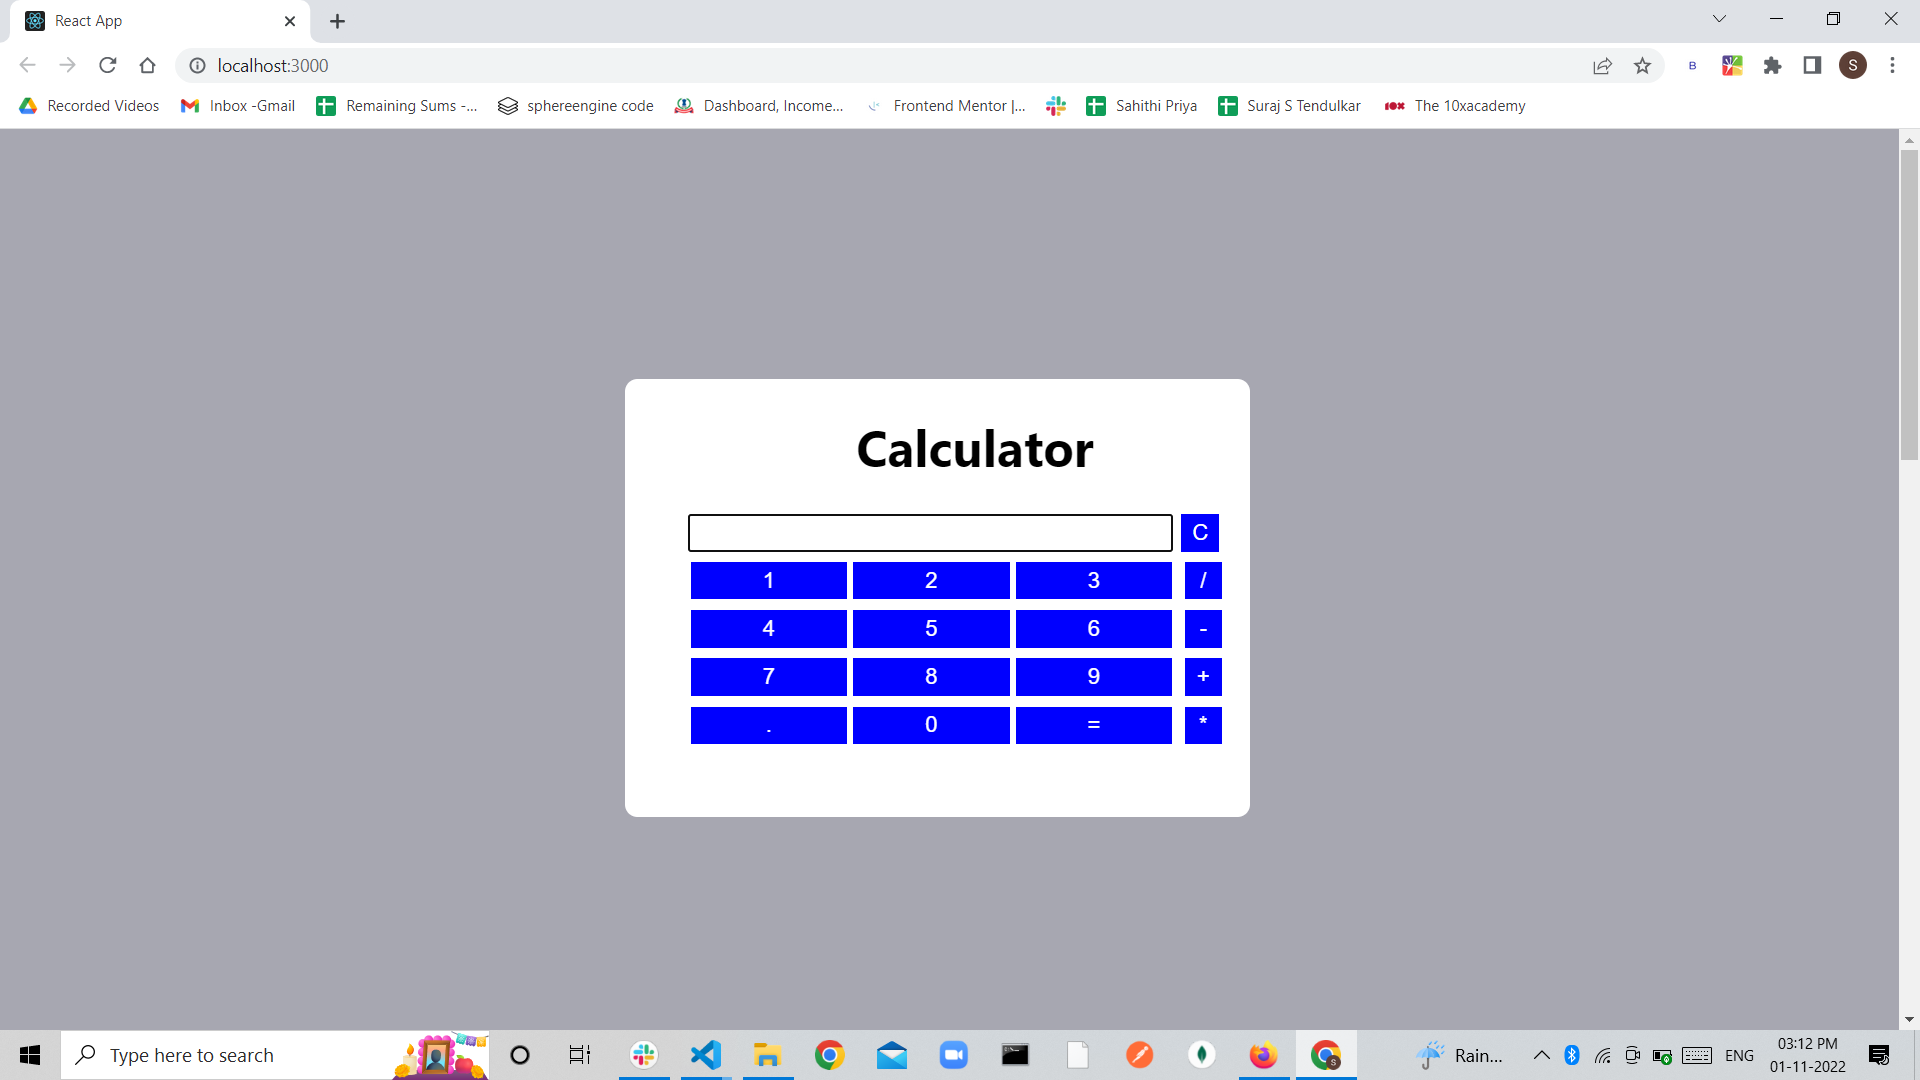 React App
localhost:3000
B
S
Recorded Videos
Inbox -Gmail
Remaining Sums -...
sphereengine code
Dashboard, Income...
Frontend Mentor |...
Sahithi Priya
Suraj S Tendulkar
10x
The 10xacademy
Calculator
C
1 2 3 /
4 5 6 -
7 8 9 +
. 0 = *
Type here to search
S
Rain...
ENG
03:12 PM
01-11-2022